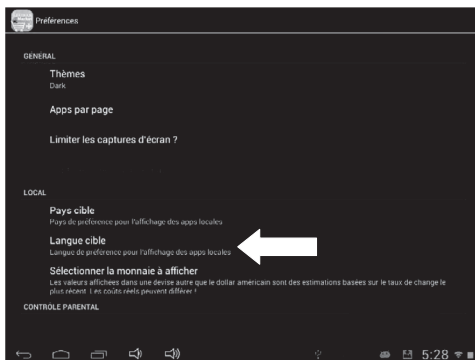 Préférences
GÉNÉRAL
Thèmes
Dark
Apps par page
Limiter les captures d'écran ?
LOCAL
Pays cible
Pays de préférence pour l'affichage des apps locales
Langue cible
Langue de préférence pour l'affichage des apps locales
Sélectionner la monnaie à afficher
Les valeurs affichées dans une devise autre que le dollar américain sont des estimations basées sur le taux de change le
plus récent. Les coûts réels peuvent différer !
CONTRÔLE PARENTAL
5:28